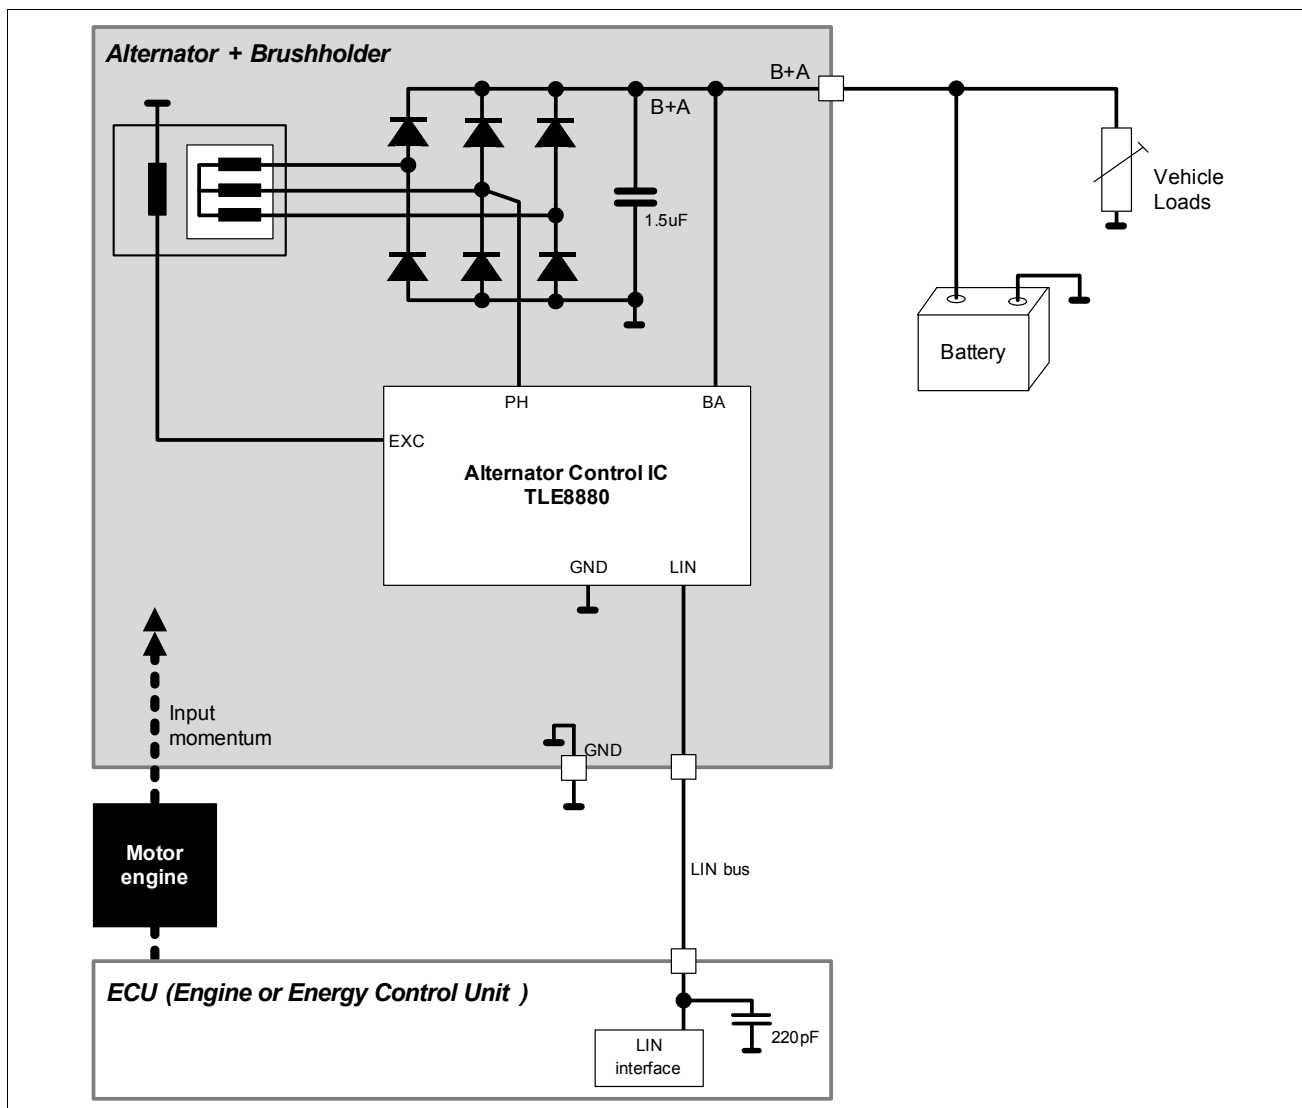 Alternator + Brushholder
B+A
B+A
1.5uF
Vehicle
Loads
Battery
PH
BA
EXC
Alternator Control IC
TLE8880
GND
LIN
Input
momentum
GND
Motor
engine
LIN bus
ECU (Engine or Energy Control Unit )
220pF
LIN
interface